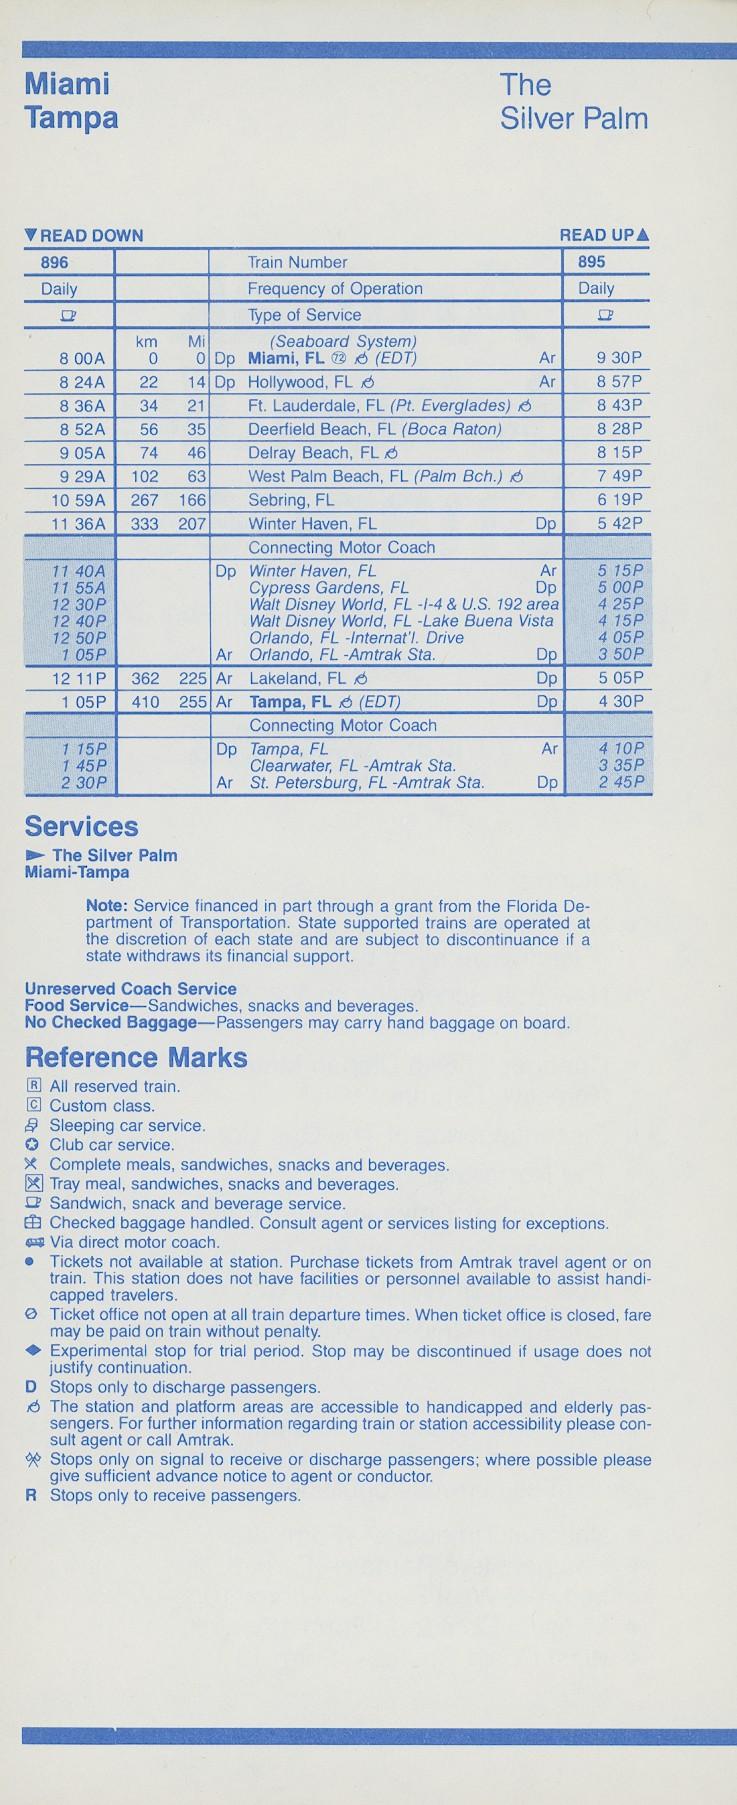 Miami
Tampa
The
Silver Palm
▼READ DOWN READ UP▲
896 Train Number 895
Daily Frequency of Operation Daily
Type of Service
km Mi (Seaboard System)
8 00A 0 0 Dp Miami, FL 72 (EDT) Ar 9 30P
8 24A 22 14 Dp Hollywood, FL Ar 8 57P
8 36A 34 21 Ft. Lauderdale, FL (Pt. Everglades) 8 43P
8 52A 56 35 Deerfield Beach, FL (Boca Raton) 8 28P
9 05A 74 46 Delray Beach, FL 8 15P
9 29A 102 63 West Palm Beach, FL (Palm Bch.) 7 49P
10 59A 267 166 Sebring, FL 6 19P
11 36A 333 207 Winter Haven, FL Dp 5 42P
Connecting Motor Coach
11 40A Dp Winter Haven, FL Ar 5 15P
11 55A Cypress Gardens, FL Dp 5 00P
12 30P Walt Disney World, FL -I-4 & U.S. 192 area 4 25P
12 40P Walt Disney World, FL -Lake Buena Vista 4 15P
12 50P Orlando, FL -Internat'l. Drive 4 05P
1 05P Ar Orlando, FL -Amtrak Sta. Dp 3 50P
12 11P 362 225 Ar Lakeland, FL Dp 5 05P
1 05P 410 255 Ar Tampa, FL (EDT) Dp 4 30P
Connecting Motor Coach
1 15P Dp Tampa, FL Ar 4 10P
1 45P Clearwater, FL -Amtrak Sta. 3 35P
2 30P Ar St. Petersburg, FL -Amtrak Sta. Dp 2 45P
Services
► The Silver Palm
Miami-Tampa
Note: Service financed in part through a grant from the Florida De-
partment of Transportation. State supported trains are operated at
the discretion of each state and are subject to discontinuance if a
state withdraws its financial support.
Unreserved Coach Service
Food Service—Sandwiches, snacks and beverages.
No Checked Baggage—Passengers may carry hand baggage on board.
Reference Marks
R All reserved train.
C Custom class.
Sleeping car service.
Club car service.
Complete meals, sandwiches, snacks and beverages.
Tray meal, sandwiches, snacks and beverages.
Sandwich, snack and beverage service.
Checked baggage handled. Consult agent or services listing for exceptions.
Via direct motor coach.
● Tickets not available at station. Purchase tickets from Amtrak travel agent or on
train. This station does not have facilities or personnel available to assist handi-
capped travelers.
Ticket office not open at all train departure times. When ticket office is closed, fare
may be paid on train without penalty.
◆ Experimental stop for trial period. Stop may be discontinued if usage does not
justify continuation.
D Stops only to discharge passengers.
The station and platform areas are accessible to handicapped and elderly pas-
sengers. For further information regarding train or station accessibility please con-
sult agent or call Amtrak.
Stops only on signal to receive or discharge passengers; where possible please
give sufficient advance notice to agent or conductor.
R Stops only to receive passengers.